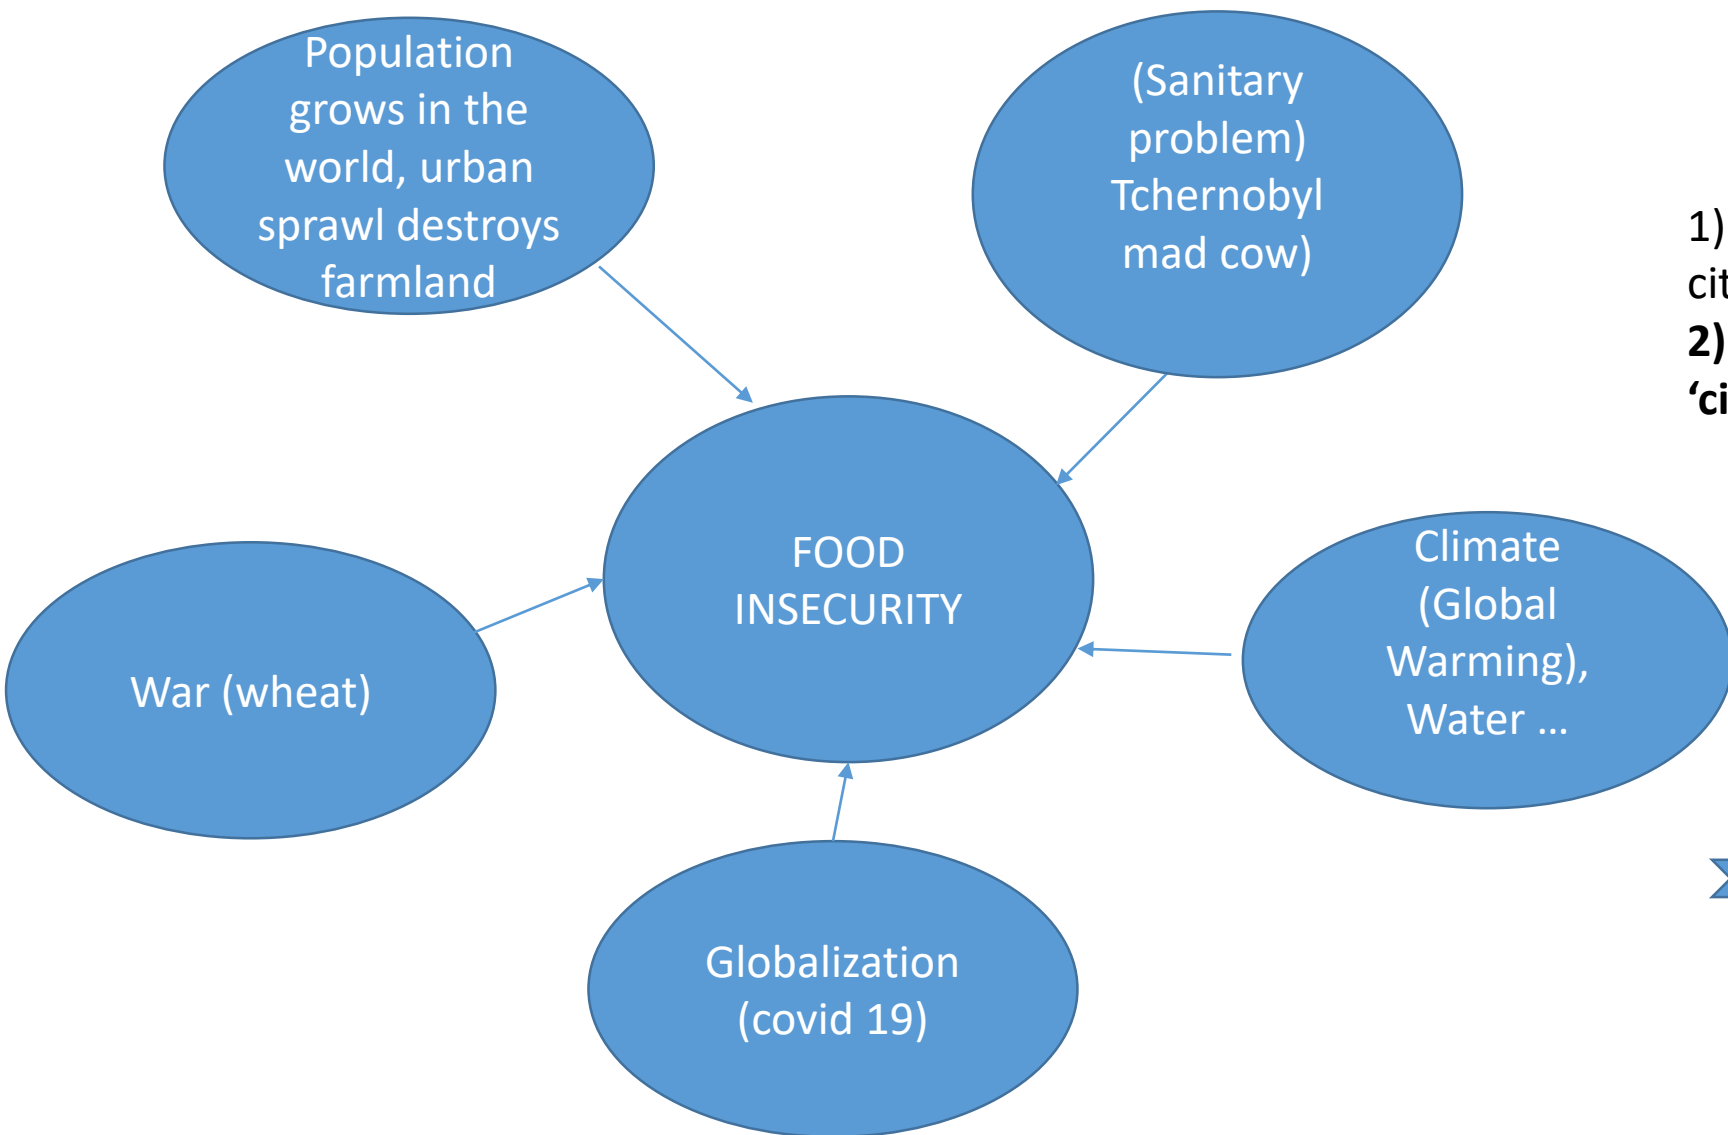 Population
grows in the
world, urban
sprawl destroys
farmland
(Sanitary
problem)
Tchernobyl
mad cow)
1)
2)
FOOD
INSECURITY
Climate
(Global
Warming),
Water ...
War (wheat)
Globalization
(covid 19)